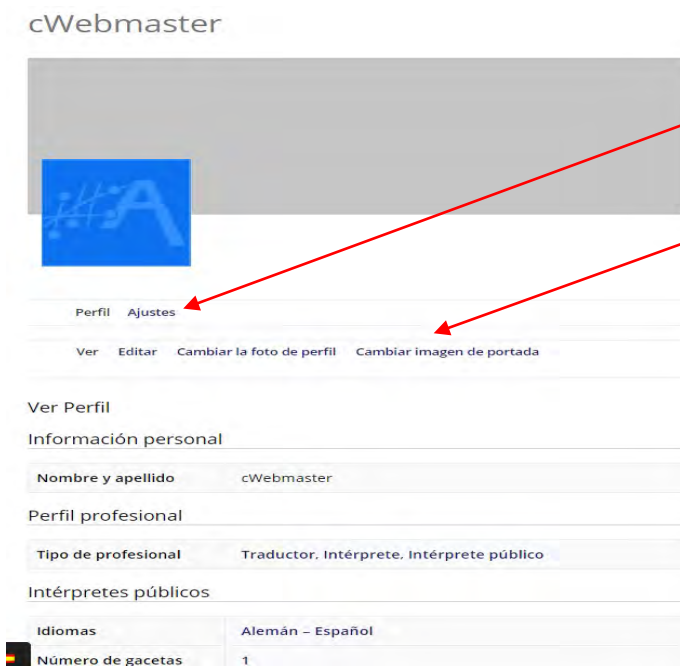 cWebmaster
Perfil Ajustes
Ver Editar Cambiar la foto de perfil Cambiar imagen de portada
Ver Perfil
Información personal
Nombre y apellido cWebmaster
Perfil profesional
Tipo de profesional Traductor, Intérprete, Intérprete público
Intérpretes públicos
Idiomas Alemán – Español
Número de gacetas 1